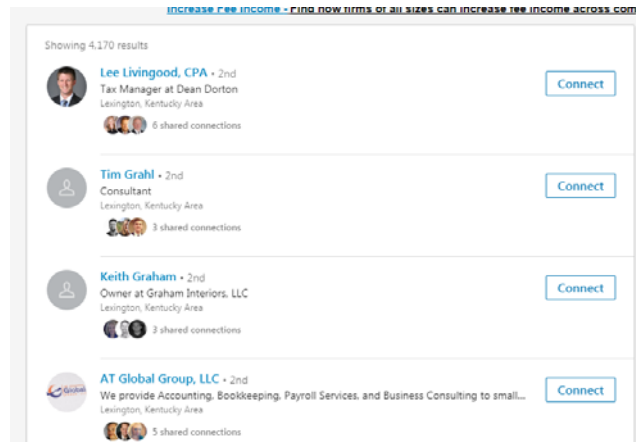 Increase Fee Income - Find how firms of all sizes can increase fee income across com
Showing 4,170 results
Lee Livingood, CPA • 2nd
Tax Manager at Dean Dorton
Lexington, Kentucky Area
6 shared connections
Connect
Tim Grahl • 2nd
Consultant
Lexington, Kentucky Area
3 shared connections
Connect
Keith Graham • 2nd
Owner at Graham Interiors, LLC
Lexington, Kentucky Area
3 shared connections
Connect
AT Global Group, LLC • 2nd
We provide Accounting, Bookkeeping, Payroll Services, and Business Consulting to small...
Lexington, Kentucky Area
5 shared connections
Connect